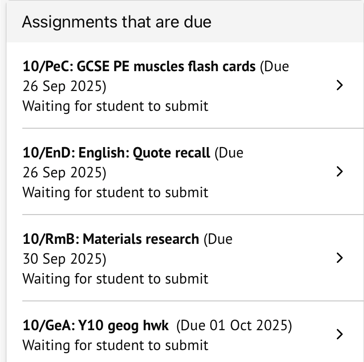 Assignments that are due
10/PeC: GCSE PE muscles flash cards (Due
26 Sep 2025)
Waiting for student to submit
10/EnD: English: Quote recall (Due
26 Sep 2025)
Waiting for student to submit
10/RmB: Materials research (Due
30 Sep 2025)
Waiting for student to submit
10/GeA: Y10 geog hwk (Due 01 Oct 2025)
Waiting for student to submit